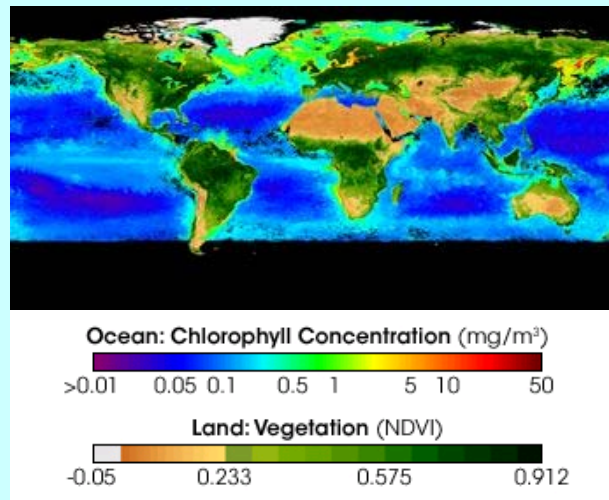 Ocean: Chlorophyll Concentration (mg/m³)
>0.01 0.05 0.1 0.5 1 5 10 50
Land: Vegetation (NDVI)
-0.05 0.233 0.575 0.912